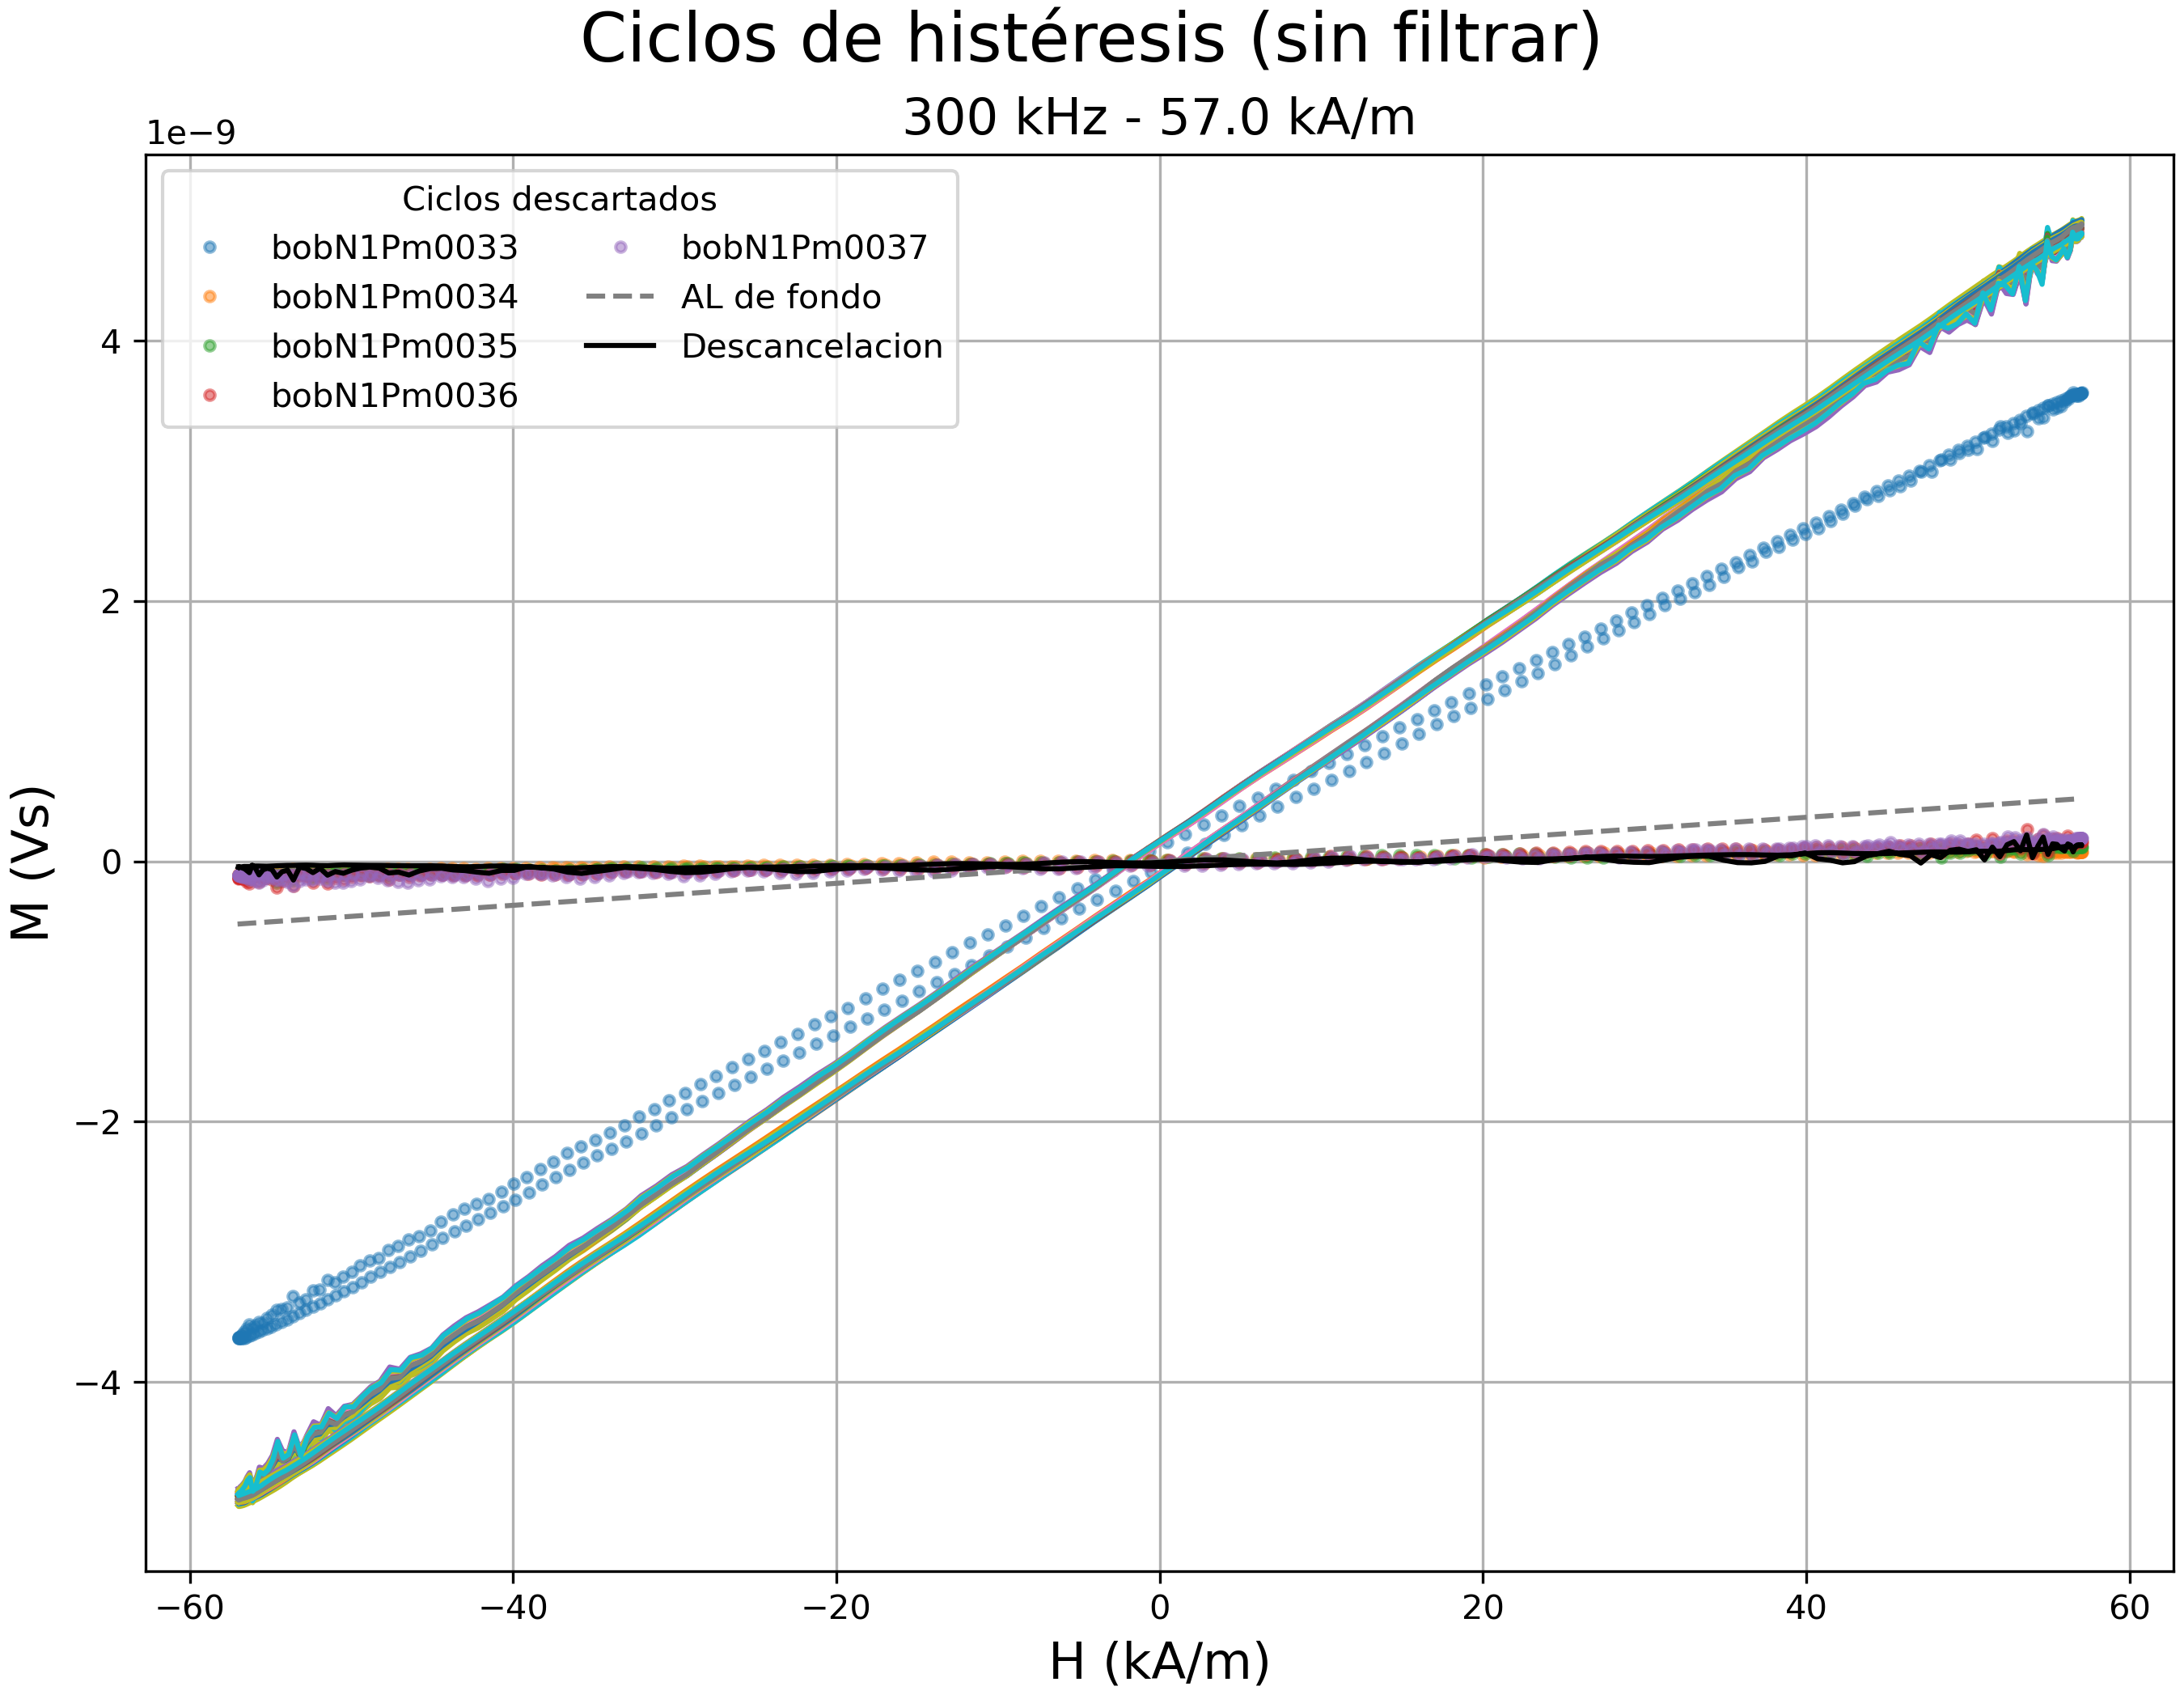 Ciclos de histéresis (sin filtrar)
300 kHz - 57.0 kA/m
1e−9
Ciclos descartados
bobN1Pm0033
bobN1Pm0034
bobN1Pm0035
bobN1Pm0036
bobN1Pm0037
AL de fondo
Descancelacion
4
2
0
−2
−4
M (Vs)
−60 −40 −20 0 20 40 60
H (kA/m)